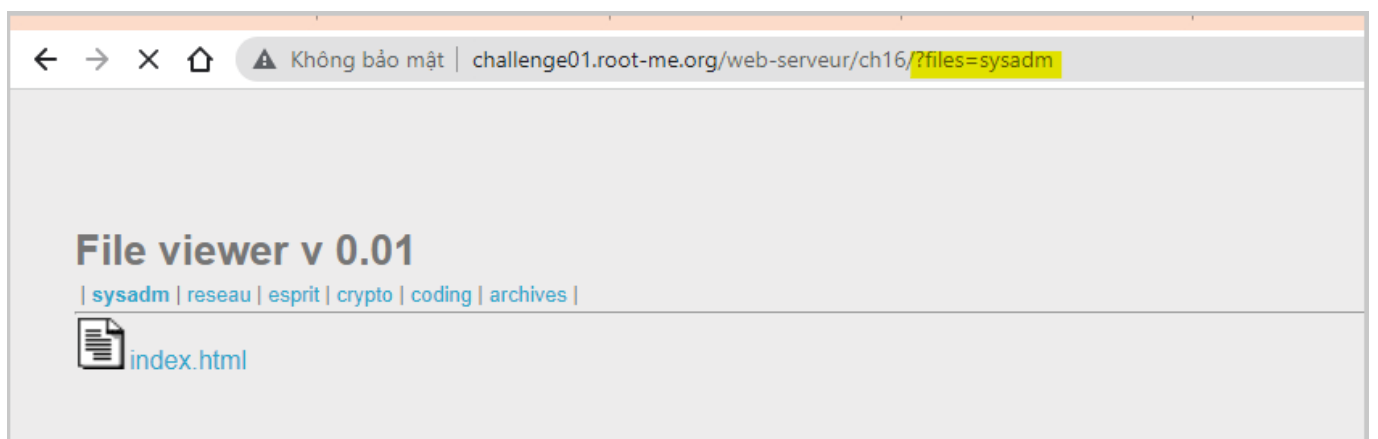 Không bảo mật | challenge01.root-me.org/web-serveur/ch16/?files=sysadm
File viewer v 0.01
| sysadm | reseau | esprit | crypto | coding | archives |
index.html